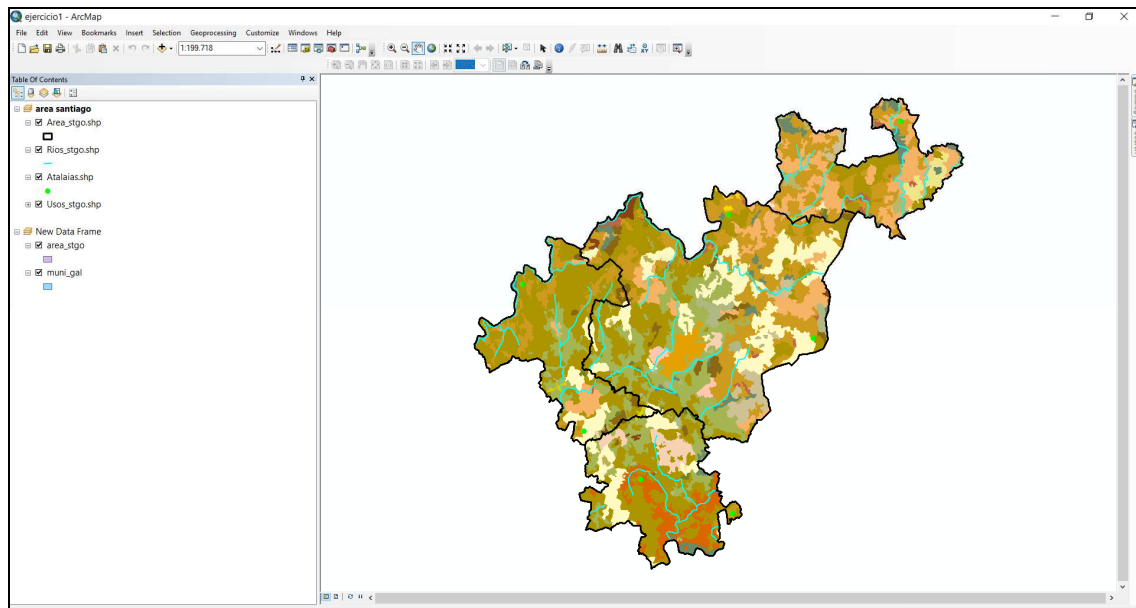 ejercicio1 - ArcMap
File Edit View Bookmarks Insert Selection Geoprocessing Customize Windows Help
1:199.718
Table Of Contents
area santiago
Area_stgo.shp
Rios_stgo.shp
Atalaias.shp
Usos_stgo.shp
New Data Frame
area_stgo
muni_gal